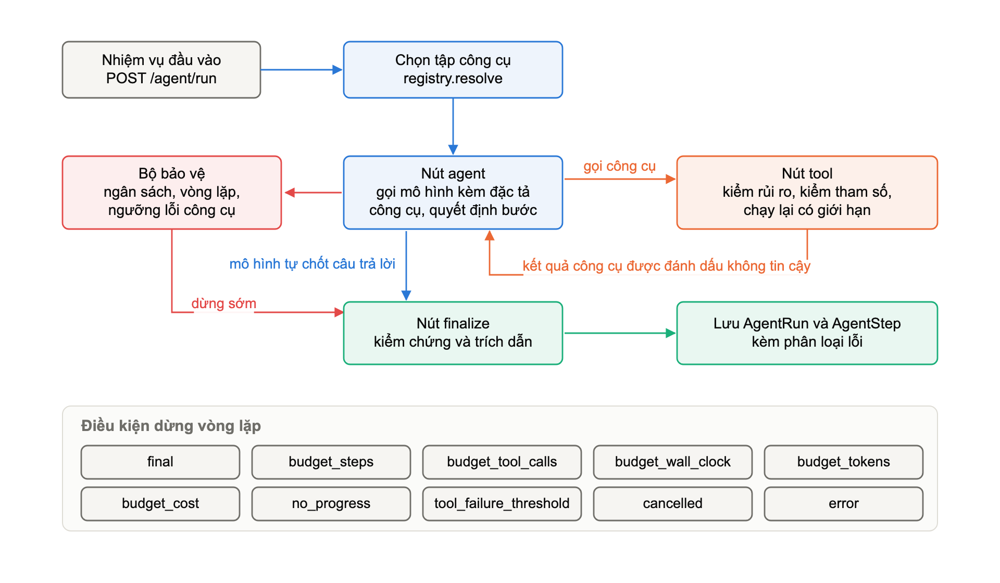 Nhiệm vụ đầu vào
POST /agent/run
Chọn tập công cụ
registry.resolve
Bộ bảo vệ
ngân sách, vòng lặp,
ngưỡng lỗi công cụ
Nút agent
gọi mô hình kèm đặc tả
công cụ, quyết định bước
gọi công cụ
Nút tool
kiểm rủi ro, kiểm tham số,
chạy lại có giới hạn
mô hình tự chốt câu trả lời
kết quả công cụ được đánh dấu không tin cậy
dừng sớm
Nút finalize
kiểm chứng và trích dẫn
Lưu AgentRun và AgentStep
kèm phân loại lỗi
Điều kiện dừng vòng lặp
final
budget_steps
budget_tool_calls
budget_wall_clock
budget_tokens
budget_cost
no_progress
tool_failure_threshold
cancelled
error